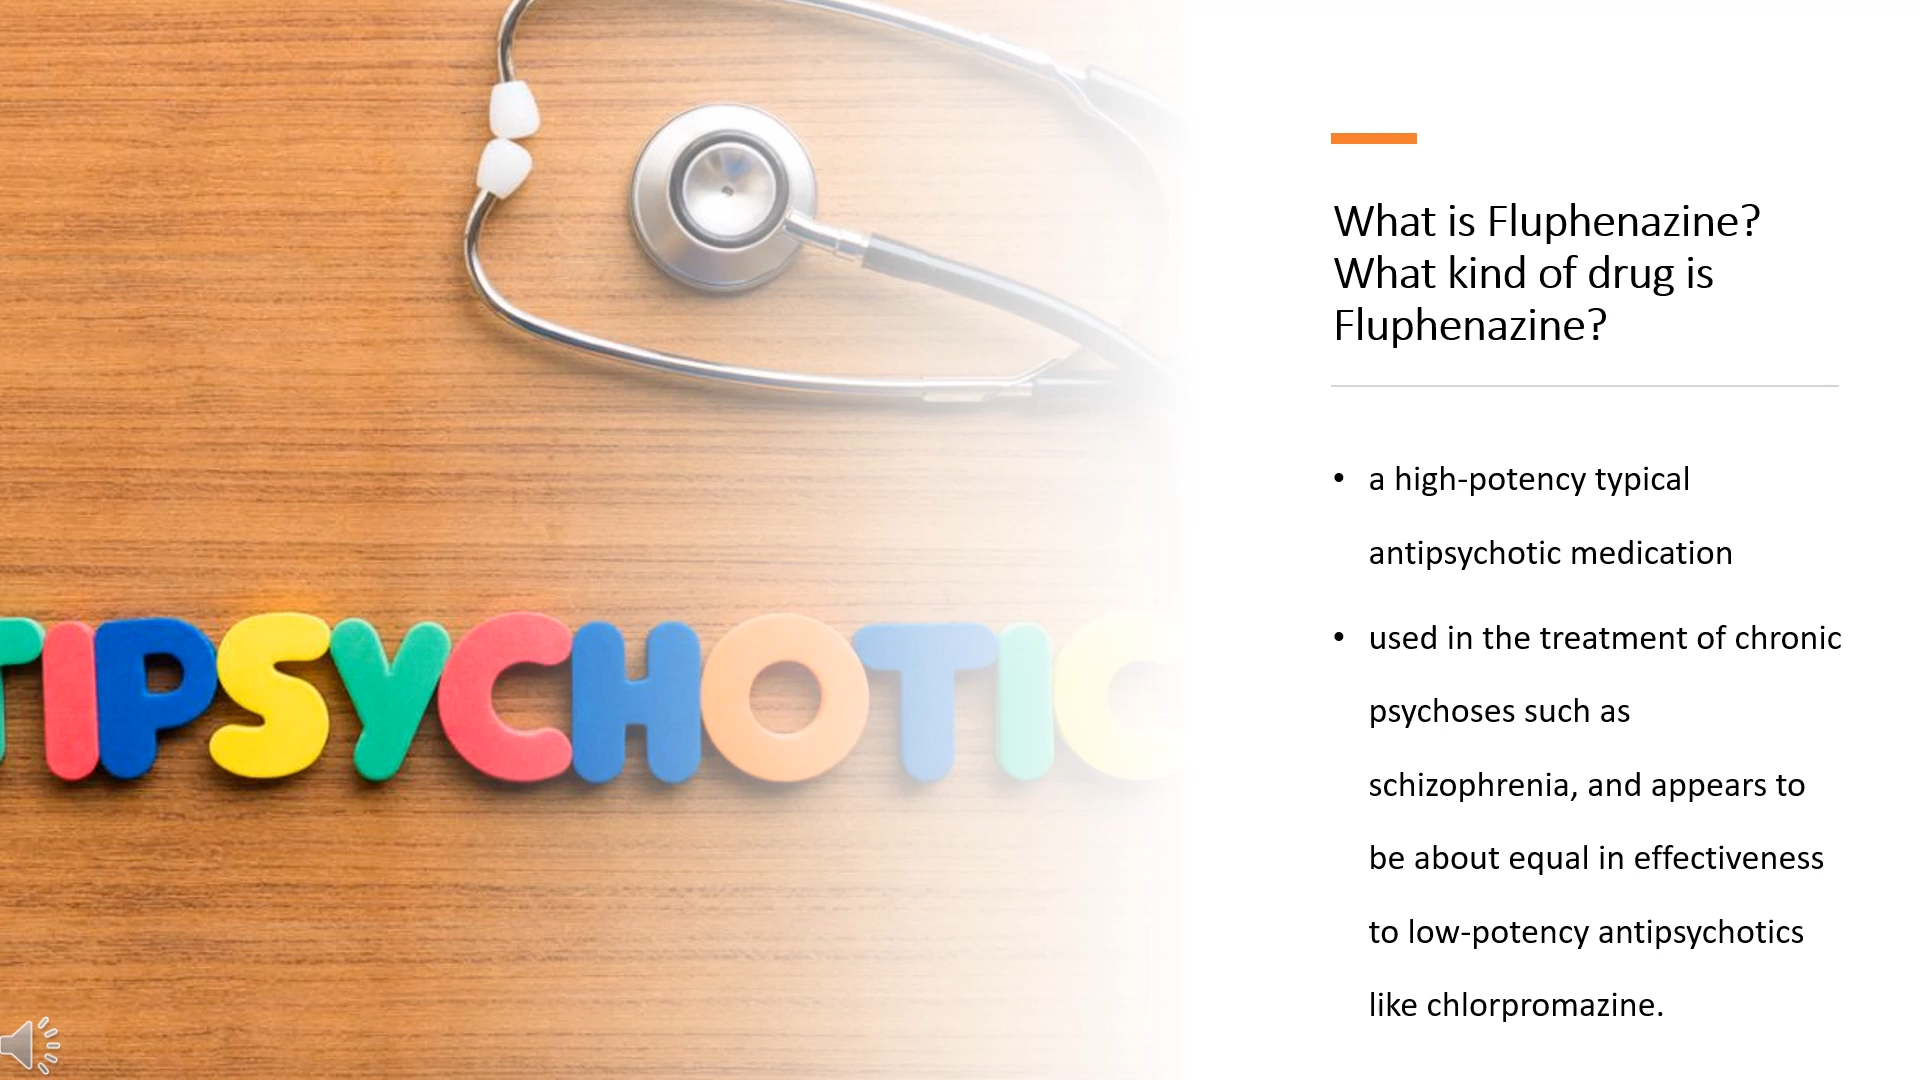 TIPSYCHOTIC
What is Fluphenazine?
What kind of drug is
Fluphenazine?
• a high-potency typical
antipsychotic medication
• used in the treatment of chronic
psychoses such as
schizophrenia, and appears to
be about equal in effectiveness
to low-potency antipsychotics
like chlorpromazine.